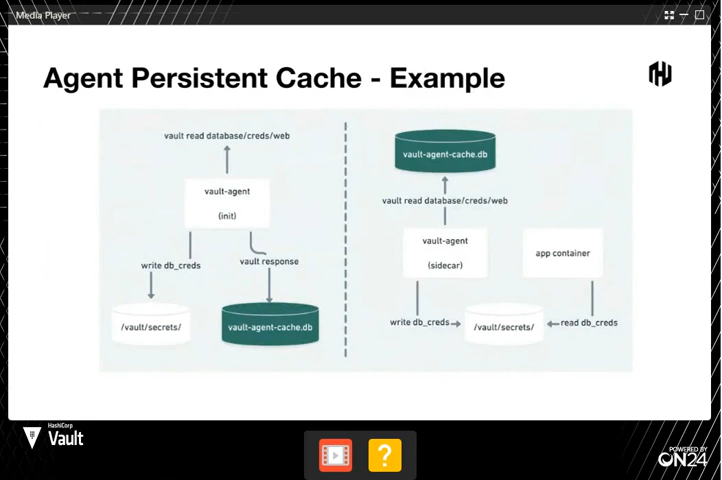 Media Player
Agent Persistent Cache - Example
vault read database/creds/web
vault-agent
(init)
write db_creds
vault response
/vault/secrets/
vault-agent-cache.db
vault-agent-cache.db
vault read database/creds/web
vault-agent
(sidecar)
app container
write db_creds
/vault/secrets/
read db_creds
HashiCorp
Vault
?
POWERED BY
ON24